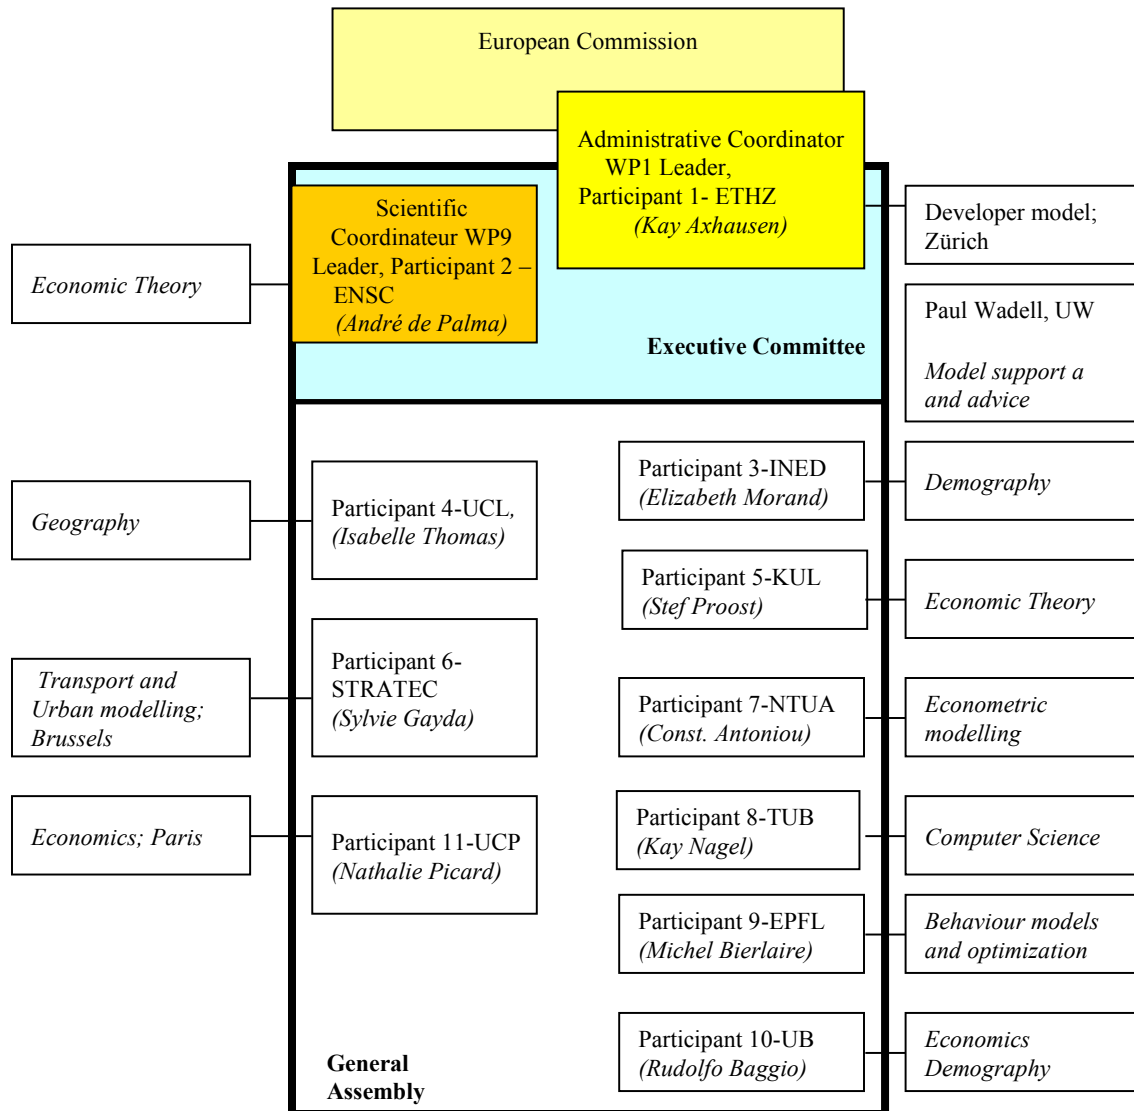 European Commission
Administrative Coordinator
WP1 Leader,
Participant 1- ETHZ
(Kay Axhausen)
Scientific
Coordinateur WP9
Leader, Participant 2 –
ENSC
(André de Palma)
Developer model;
Zürich
Economic Theory
Paul Wadell, UW
Model support a
and advice
Executive Committee
Participant 3-INED
(Elizabeth Morand)
Demography
Geography
Participant 4-UCL,
(Isabelle Thomas)
Participant 5-KUL
(Stef Proost)
Economic Theory
Transport and
Urban modelling;
Brussels
Participant 6-
STRATEC
(Sylvie Gayda)
Participant 7-NTUA
(Const. Antoniou)
Econometric
modelling
Economics; Paris
Participant 11-UCP
(Nathalie Picard)
Participant 8-TUB
(Kay Nagel)
Computer Science
Participant 9-EPFL
(Michel Bierlaire)
Behaviour models
and optimization
Participant 10-UB
(Rudolfo Baggio)
Economics
Demography
General
Assembly